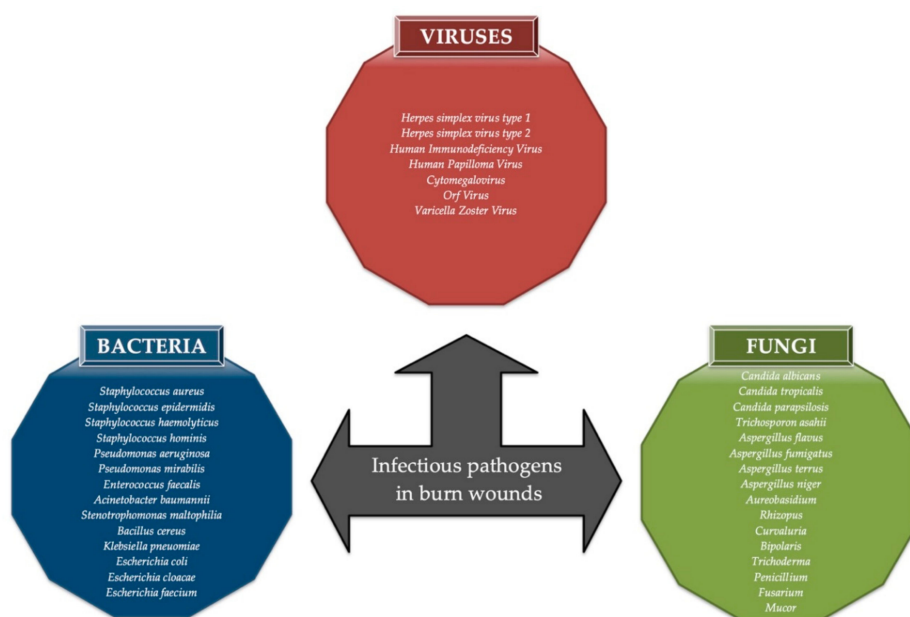 VIRUSES
Herpes simplex virus type 1
Herpes simplex virus type 2
Human Immunodeficiency Virus
Human Papilloma Virus
Cytomegalovirus
Orf Virus
Varicella Zoster Virus
BACTERIA
Staphylococcus aureus
Staphylococcus epidermidis
Staphylococcus haemolyticus
Staphylococcus hominis
Pseudomonas aeruginosa
Pseudomonas mirabilis
Enterococcus faecalis
Acinetobacter baumannii
Stenotrophomonas maltophilia
Bacillus cereus
Klebsiella pneuomiae
Escherichia coli
Escherichia cloacae
Escherichia faecium
Infectious pathogens
in burn wounds
FUNGI
Candida albicans
Candida tropicalis
Candida parapsilosis
Trichosporon asahii
Aspergillus flavus
Aspergillus fumigatus
Aspergillus terrus
Aspergillus niger
Aureobasidium
Rhizopus
Curvaluria
Bipolaris
Trichoderma
Penicillium
Fusarium
Mucor